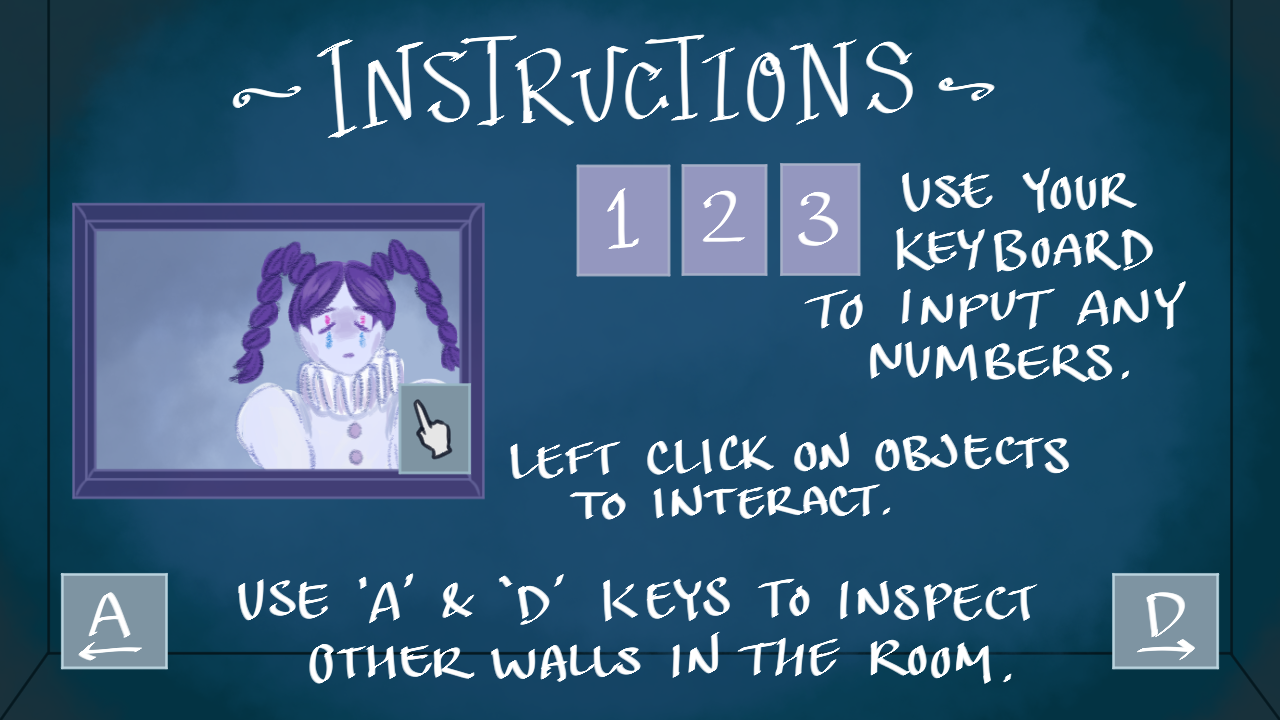 ~ INSTRUCTIONS ~
1 2 3
USE YOUR
KEYBOARD
TO INPUT ANY
NUMBERS.
LEFT CLICK ON OBJECTS
TO INTERACT.
A
USE 'A' & 'D' KEYS TO INSPECT
OTHER WALLS IN THE ROOM.
D